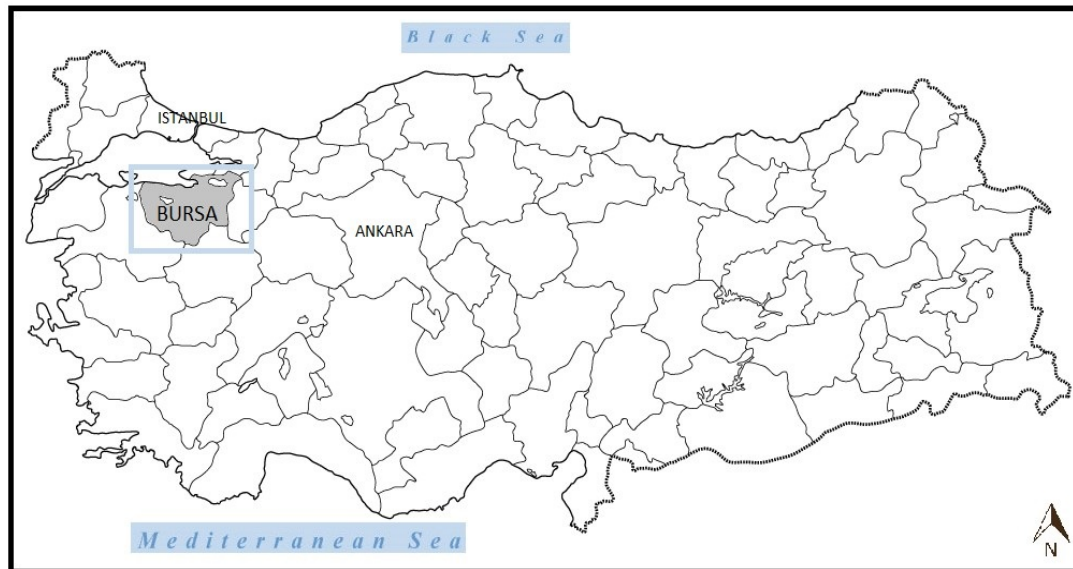 Black Sea
ISTANBUL
BURSA
ANKARA
Mediterranean Sea
N